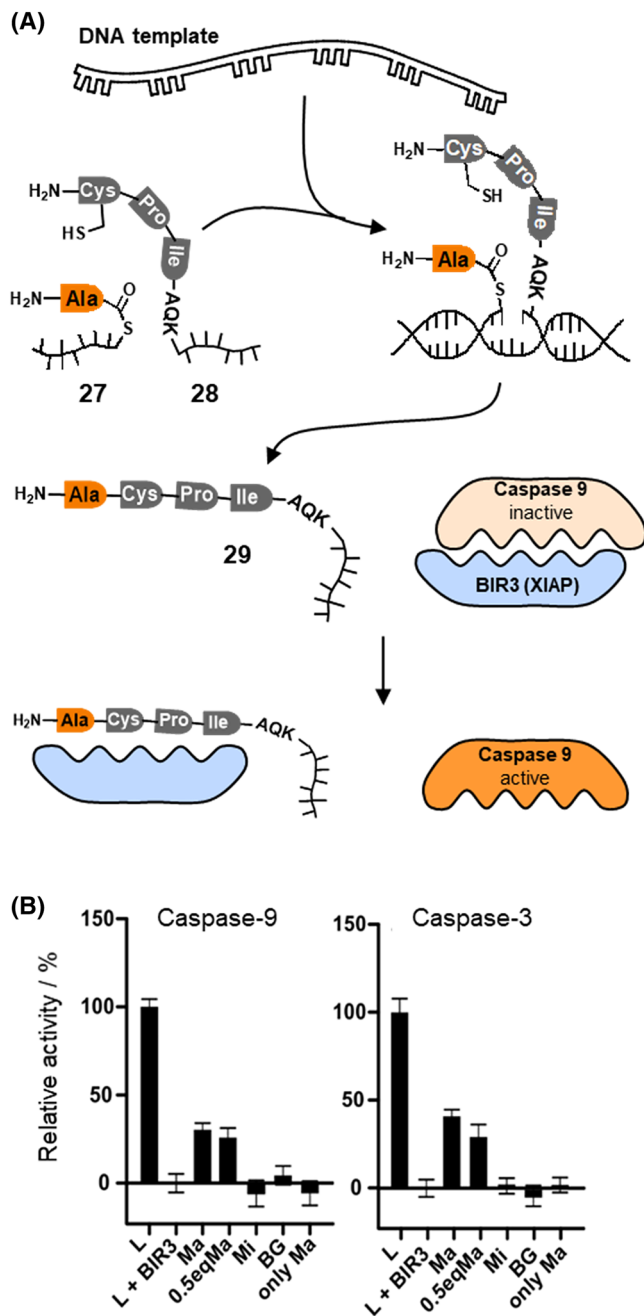 (A)
DNA template
H₂N Cys Pro Ile AQK
HS
H₂N Ala O S
27 28
H₂N Cys Pro Ile AQK
SH
H₂N Ala O S
H₂N Ala Cys Pro Ile AQK
29
Caspase 9
inactive
BIR3 (XIAP)
H₂N Ala Cys Pro Ile AQK
Caspase 9
active
(B)
Caspase-9 Caspase-3
Relative activity / %
150
100
50
0
L
L + BIR3
Ma
0.5eqMa
Mi
BG
only Ma
150
100
50
0
L
L + BIR3
Ma
0.5eqMa
Mi
BG
only Ma